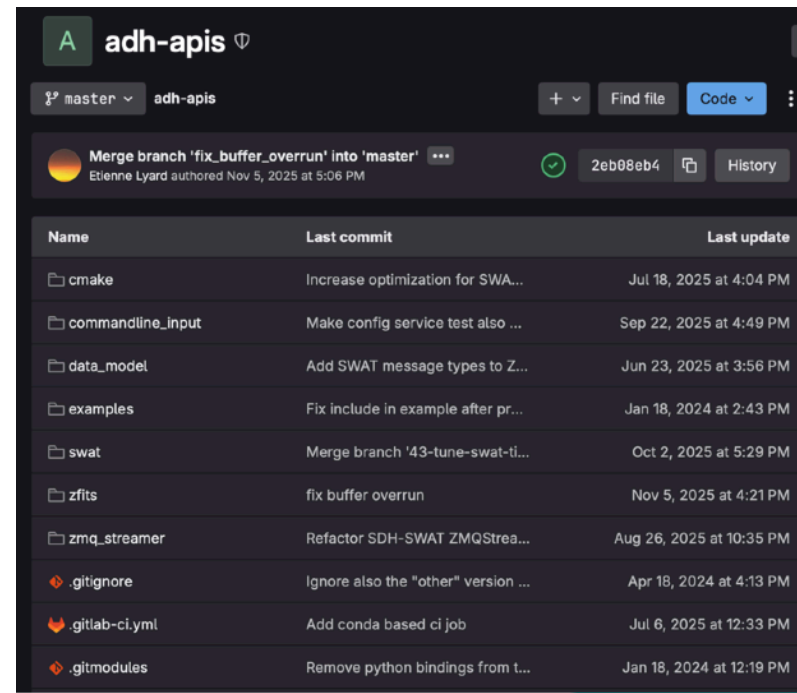 A adh-apis
master adh-apis + Find file Code
Merge branch 'fix_buffer_overrun' into 'master' •••
Etienne Lyard authored Nov 5, 2025 at 5:06 PM
2eb08eb4 History
Name Last commit Last update
cmake Increase optimization for SWA... Jul 18, 2025 at 4:04 PM
commandline_input Make config service test also ... Sep 22, 2025 at 4:49 PM
data_model Add SWAT message types to Z... Jun 23, 2025 at 3:56 PM
examples Fix include in example after pr... Jan 18, 2024 at 2:43 PM
swat Merge branch '43-tune-swat-ti... Oct 2, 2025 at 5:29 PM
zfits fix buffer overrun Nov 5, 2025 at 4:21 PM
zmq_streamer Refactor SDH-SWAT ZMQStrea... Aug 26, 2025 at 10:35 PM
.gitignore Ignore also the "other" version ... Apr 18, 2024 at 4:13 PM
.gitlab-ci.yml Add conda based ci job Jul 6, 2025 at 12:33 PM
.gitmodules Remove python bindings from t... Jan 18, 2024 at 12:19 PM